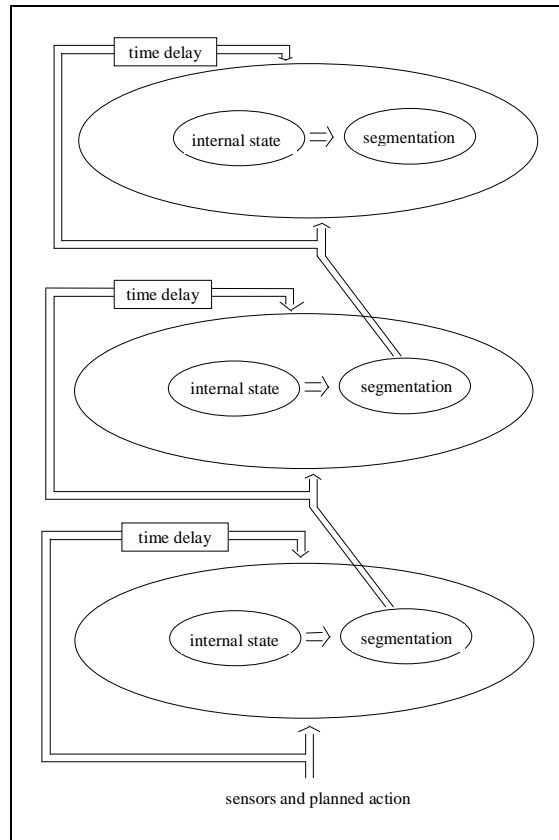 time delay
internal state
segmentation
time delay
internal state
segmentation
time delay
internal state
segmentation
sensors and planned action